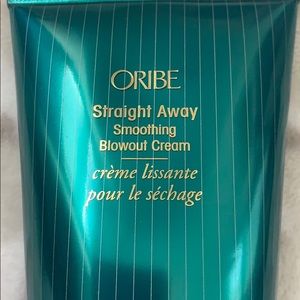 ORIBE
Straight Away
Smoothing
Blowout Cream
crème lissante
pour le séchage